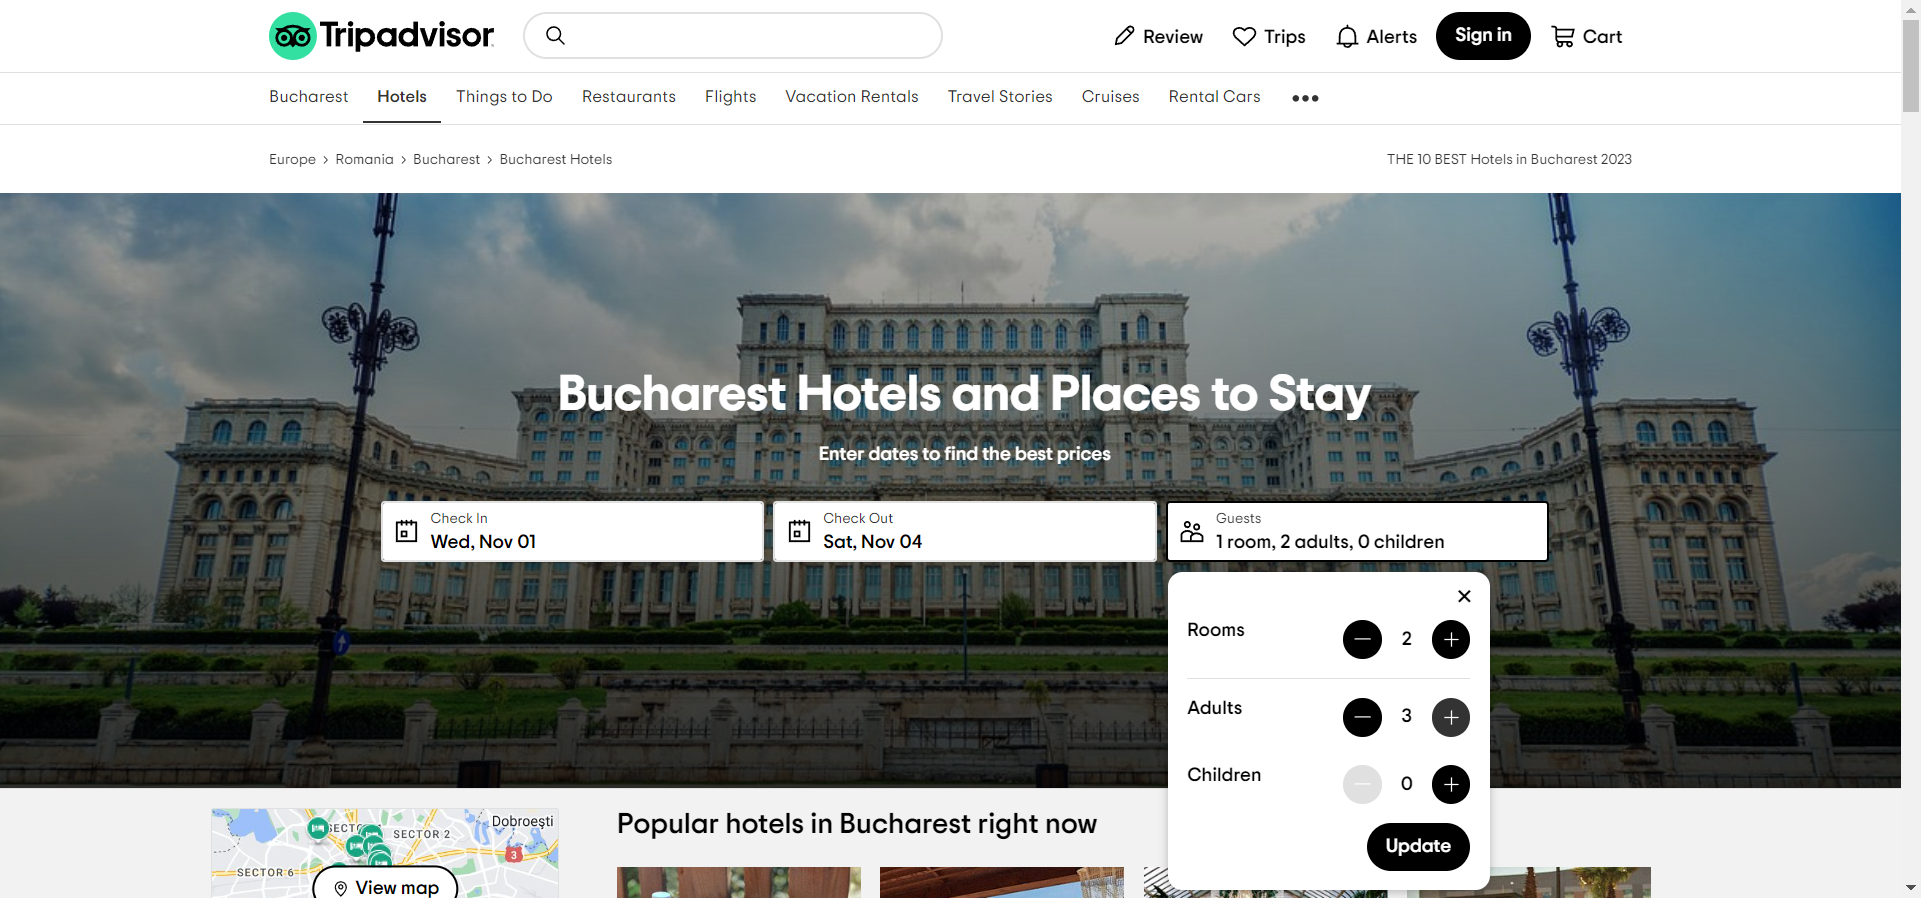 Tripadvisor
Review
Trips
Alerts
Sign in
Cart
Bucharest
Hotels
Things to Do
Restaurants
Flights
Vacation Rentals
Travel Stories
Cruises
Rental Cars
Europe › Romania › Bucharest › Bucharest Hotels
THE 10 BEST Hotels in Bucharest 2023
Bucharest Hotels and Places to Stay
Enter dates to find the best prices
Check In
Wed, Nov 01
Check Out
Sat, Nov 04
Guests
1 room, 2 adults, 0 children
Rooms
2
Adults
3
Children
0
Update
Popular hotels in Bucharest right now
Dobroești
SECTOR 2
3
SECTOR 6
View map